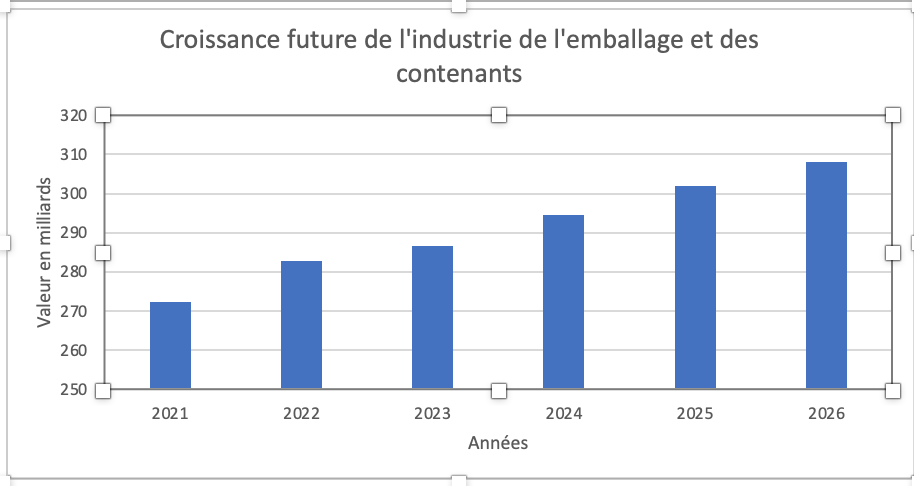 Croissance future de l'industrie de l'emballage et des
contenants
320
310
300
290
280
270
260
250
Valeur en milliards
2021 2022 2023 2024 2025 2026
Années